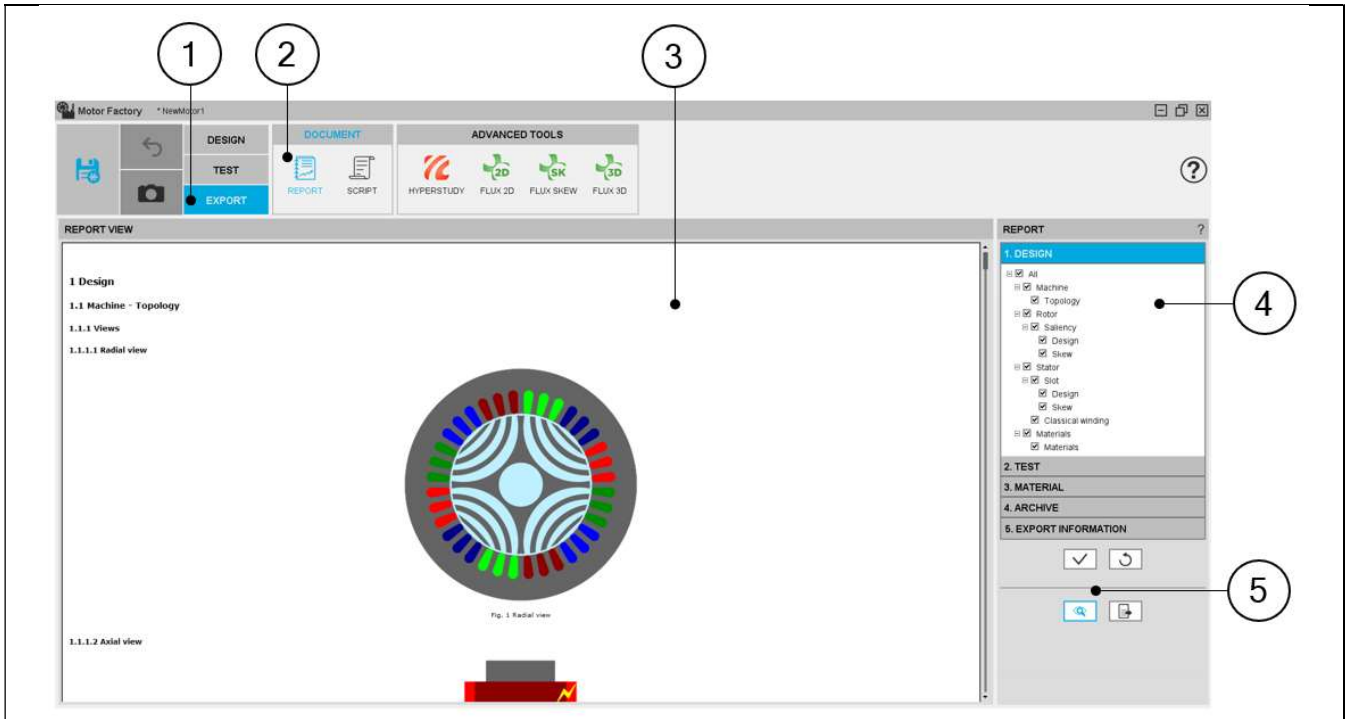 1
2
3
Motor Factory * NewMotor1
DESIGN
TEST
EXPORT
DOCUMENT
REPORT
SCRIPT
ADVANCED TOOLS
2D
SK
3D
HYPERSTUDY
FLUX 2D
FLUX SKEW
FLUX 3D
?
REPORT VIEW
1 Design
1.1 Machine - Topology
1.1.1 Views
1.1.1.1 Radial view
Fig. 1 Radial view
1.1.1.2 Axial view
REPORT ?
1. DESIGN
All
Machine
Topology
Rotor
Saliency
Design
Skew
Stator
Slot
Design
Skew
Classical winding
Materials
Materials
2. TEST
3. MATERIAL
4. ARCHIVE
5. EXPORT INFORMATION
4
5